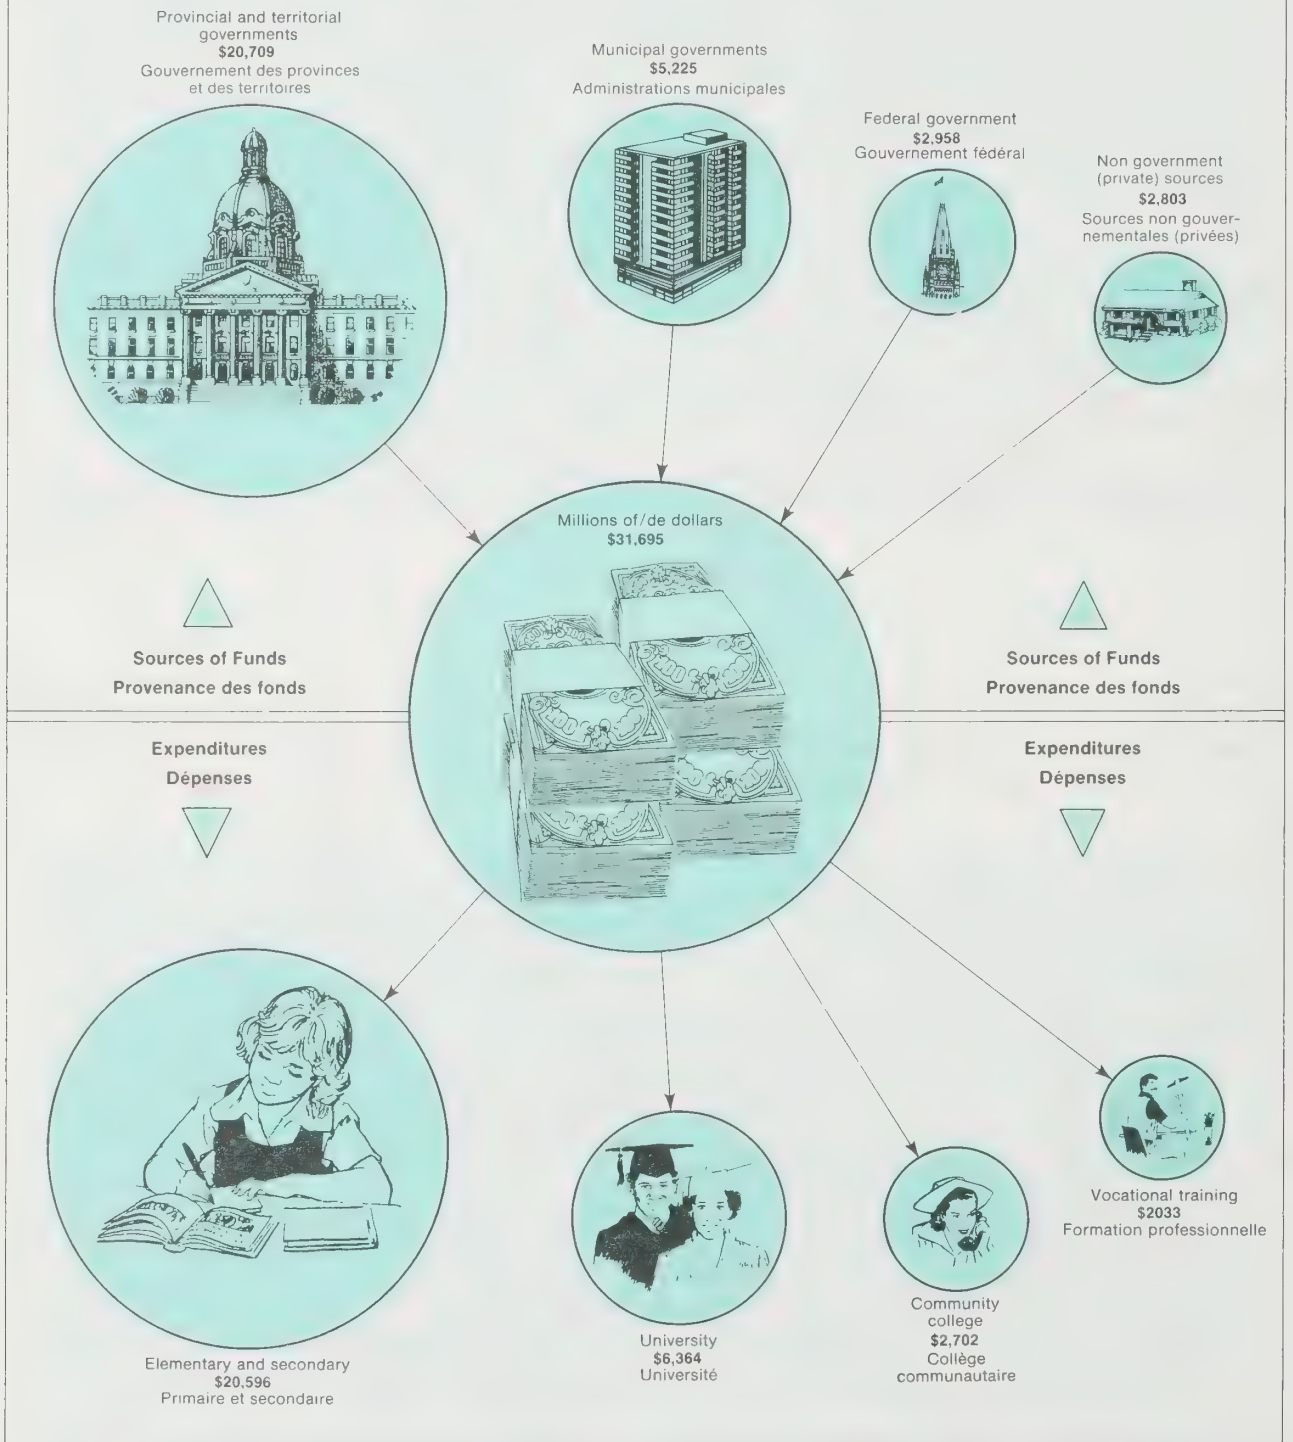 Provincial and territorial
governments
$20,709
Gouvernement des provinces
et des territoires
Municipal governments
$5,225
Administrations municipales
Federal government
$2,958
Gouvernement fédéral
Non government
(private) sources
$2,803
Sources non gouver-
nementales (privées)
Millions of/de dollars
$31,695
Sources of Funds
Provenance des fonds
Sources of Funds
Provenance des fonds
Expenditures
Dépenses
Expenditures
Dépenses
Elementary and secondary
$20,596
Primaire et secondaire
University
$6,364
Université
Community
college
$2,702
Collège
communautaire
Vocational training
$2033
Formation professionnelle